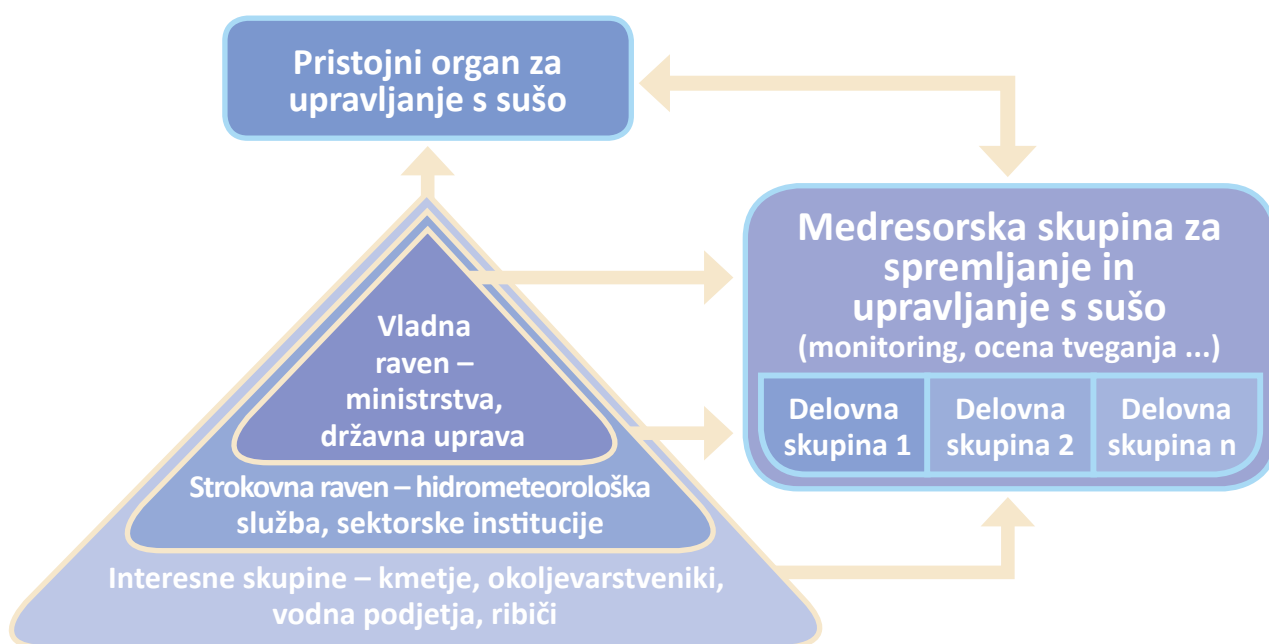 Pristojni organ za
upravljanje s sušo
Medresorska skupina za
spremljanje in
upravljanje s sušo
(monitoring, ocena tveganja ...)
Delovna
skupina 1
Delovna
skupina 2
Delovna
skupina n
Vladna
raven –
ministrstva,
državna uprava
Strokovna raven – hidrometeorološka
služba, sektorske institucije
Interesne skupine – kmetje, okoljevarstveniki,
vodna podjetja, ribiči